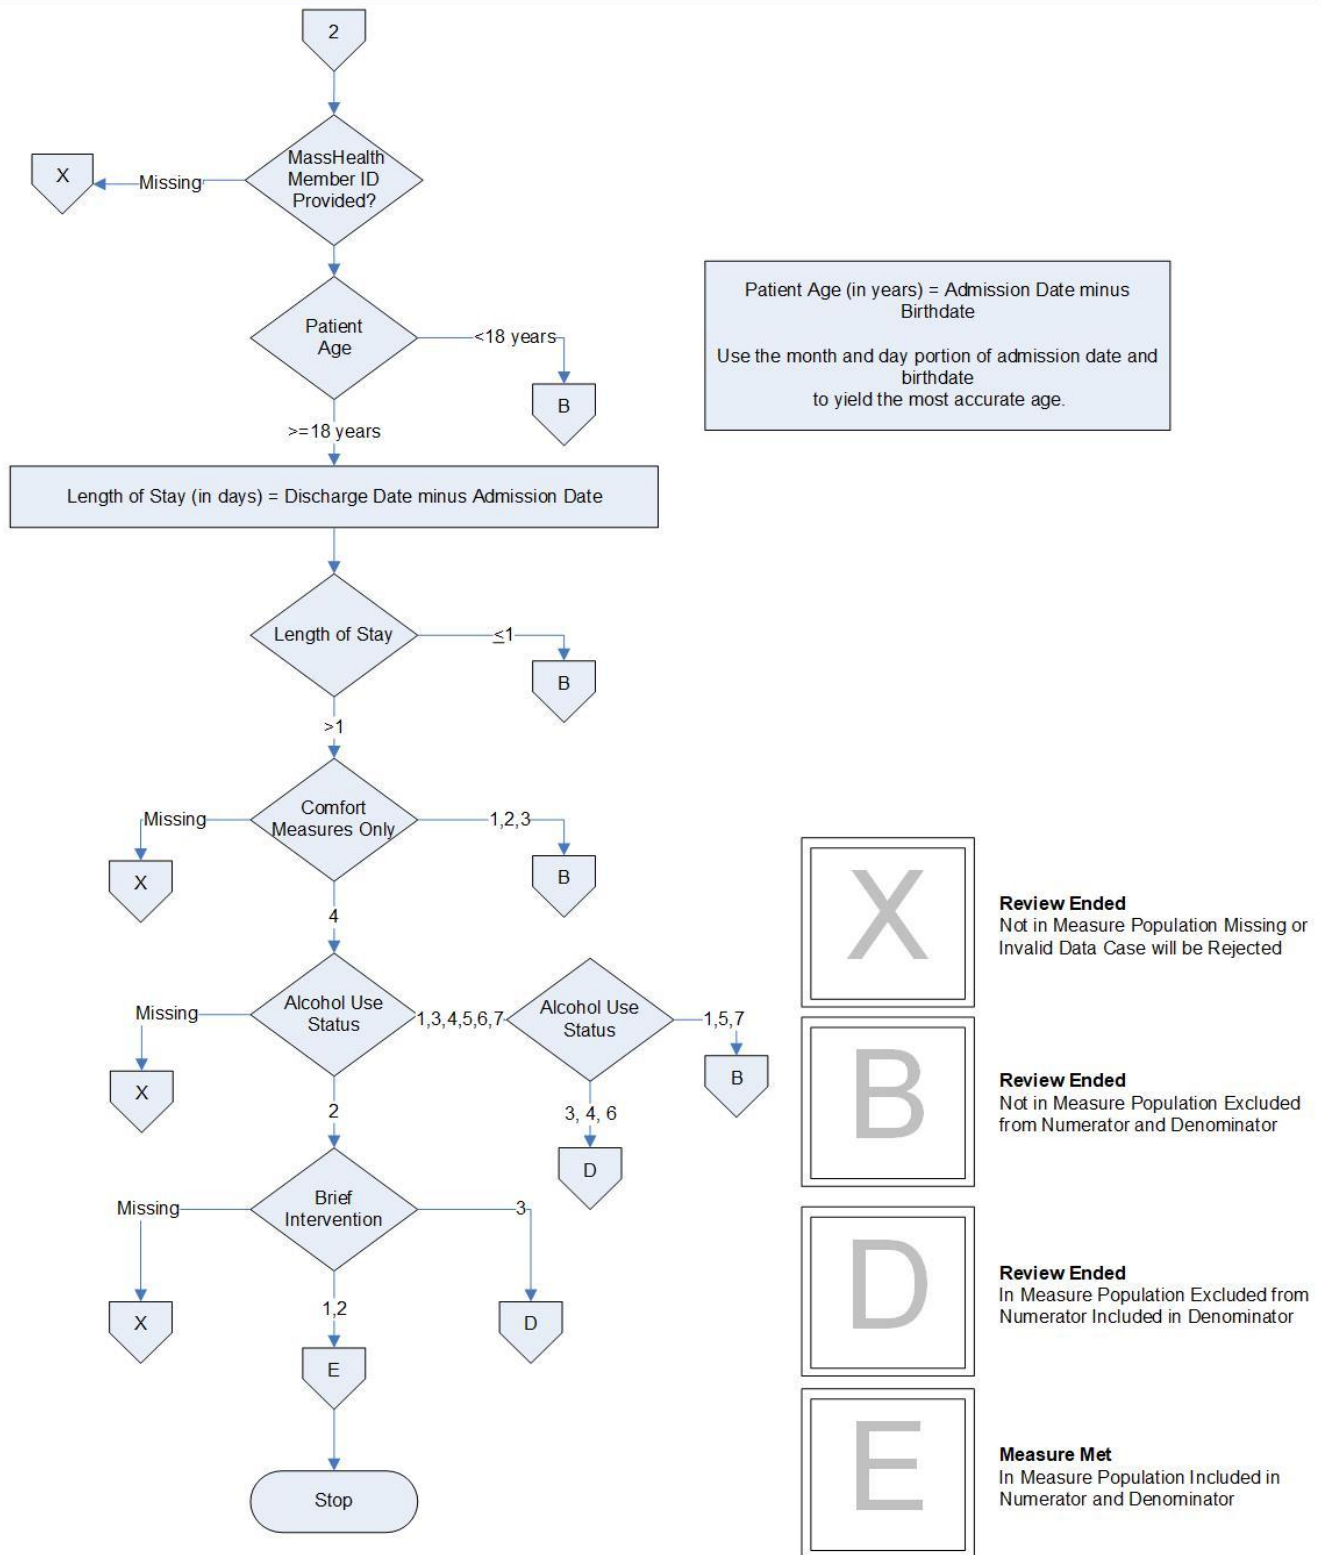 2
MassHealth
Member ID
Provided?
Missing
X
Patient Age (in years) = Admission Date minus
Birthdate
Use the month and day portion of admission date and
birthdate
to yield the most accurate age.
Patient
Age
<18 years
B
>=18 years
Length of Stay (in days) = Discharge Date minus Admission Date
Length of Stay
≤1
B
>1
Comfort
Measures Only
Missing
X
1,2,3
B
4
Alcohol Use
Status
Missing
X
1,3,4,5,6,7
Alcohol Use
Status
1,5,7
B
3, 4, 6
D
2
Brief
Intervention
Missing
X
3
D
1,2
E
Stop
X
Review Ended
Not in Measure Population Missing or
Invalid Data Case will be Rejected
B
Review Ended
Not in Measure Population Excluded
from Numerator and Denominator
D
Review Ended
In Measure Population Excluded from
Numerator Included in Denominator
E
Measure Met
In Measure Population Included in
Numerator and Denominator